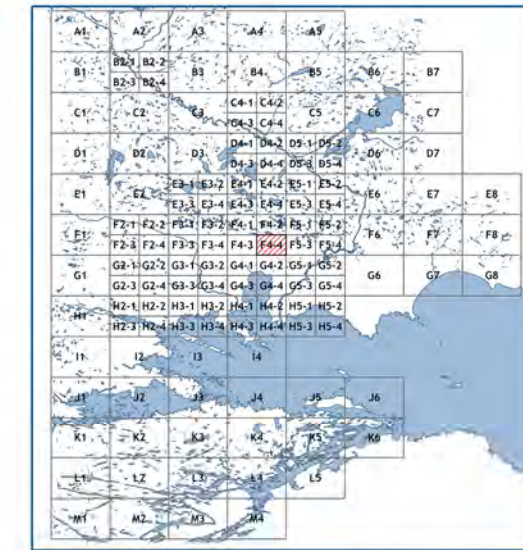 A1 A2 A3 A4 A5
B1 B2-1 B2-2 B3 B4 B5 B6 B7
B2-3 B2-4
C1 C2 C3 C4-1 C4-2 C5 C6 C7
C4-3 C4-4
D1 D2 D3 D4-1 D4-2 D5-1 D5-2 D6 D7
D4-3 D4-4 D5-3 D5-4
E1 E2 E3-1 E3-2 E4-1 E4-2 E5-1 E5-2 E6 E7 E8
E3-3 E3-4 E4-3 E4-4 E5-3 E5-4
F1 F2-1 F2-2 F3-1 F3-2 F4-1 F4-2 F5-1 F5-2 F6 F7 F8
F2-3 F2-4 F3-3 F3-4 F4-3 F4-4 F5-3 F5-4
G1 G2-1 G2-2 G3-1 G3-2 G4-1 G4-2 G5-1 G5-2 G6 G7 G8
G2-3 G2-4 G3-3 G3-4 G4-3 G4-4 G5-3 G5-4
H1 H2-1 H2-2 H3-1 H3-2 H4-1 H4-2 H5-1 H5-2
H2-3 H2-4 H3-3 H3-4 H4-3 H4-4 H5-3 H5-4
I1 I2 I3 I4
J1 J2 J3 J4 J5 J6
K1 K2 K3 K4 K5 K6
L1 L2 L3 L4 L5
M1 M2 M3 M4